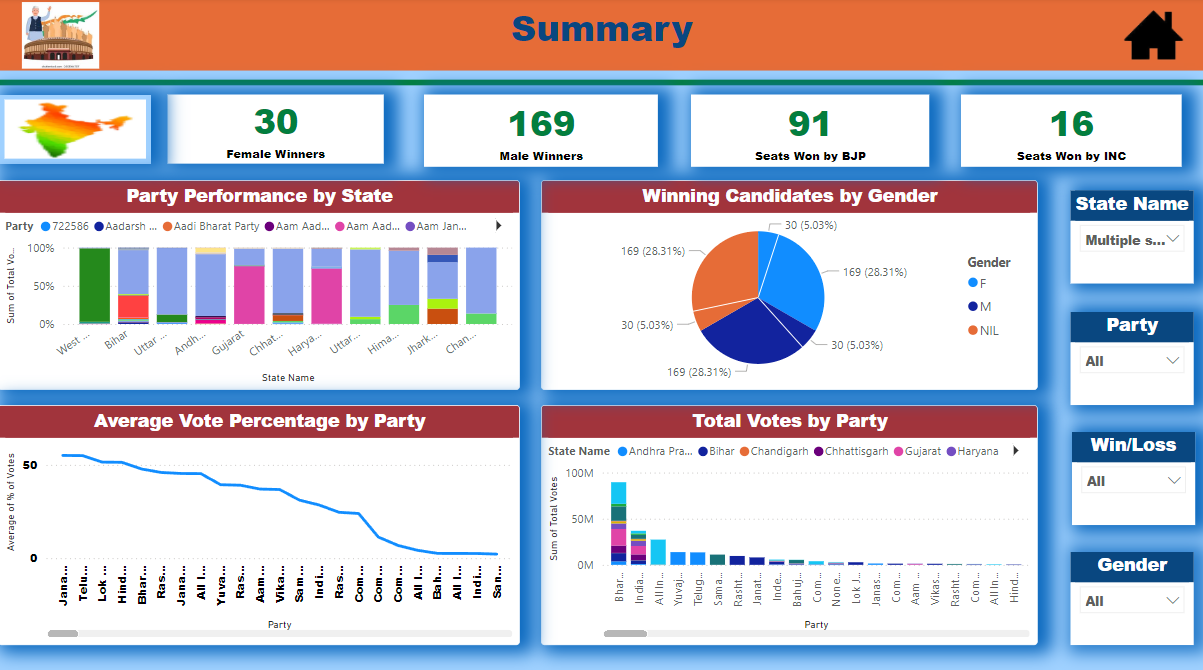 Summary
30
Female Winners
169
Male Winners
91
Seats Won by BJP
16
Seats Won by INC
Party Performance by State
Party 722586 Aadarsh ... Aadi Bharat Party Aam Aad... Aam Aad... Aam Jan...
Sum of Total Vo...
100%
50%
0%
West ...
Bihar
Uttar ...
Andh...
Gujarat
Chhat...
Harya...
Uttar...
Hima...
Jhark...
Chan...
State Name
Winning Candidates by Gender
30 (5.03%)
169 (28.31%)
169 (28.31%)
30 (5.03%)
30 (5.03%)
169 (28.31%)
Gender
F
M
NIL
State Name
Multiple s...
Party
All
Win/Loss
All
Gender
All
Average Vote Percentage by Party
Average of % of Votes
50
0
Jana...
Telu...
Lok ...
Hind...
Bhar...
Ras...
Jana...
All I...
Yuva...
Ras...
Aam...
Vika...
Sam...
Indi...
Ras...
Com...
Com...
Com...
All I...
Bah...
All I...
Indi...
San...
Party
Total Votes by Party
State Name Andhra Pra... Bihar Chandigarh Chhattisgarh Gujarat Haryana
Sum of Total Votes
100M
50M
0M
Bhar...
India...
All In...
Yuvaj...
Telug...
Sama...
Rasht...
Janat...
Inde...
Bahuj...
Com...
None...
Lok J...
Janas...
Com...
Aam ...
Vikas...
Rasht...
Com...
All In...
Hind...
Party